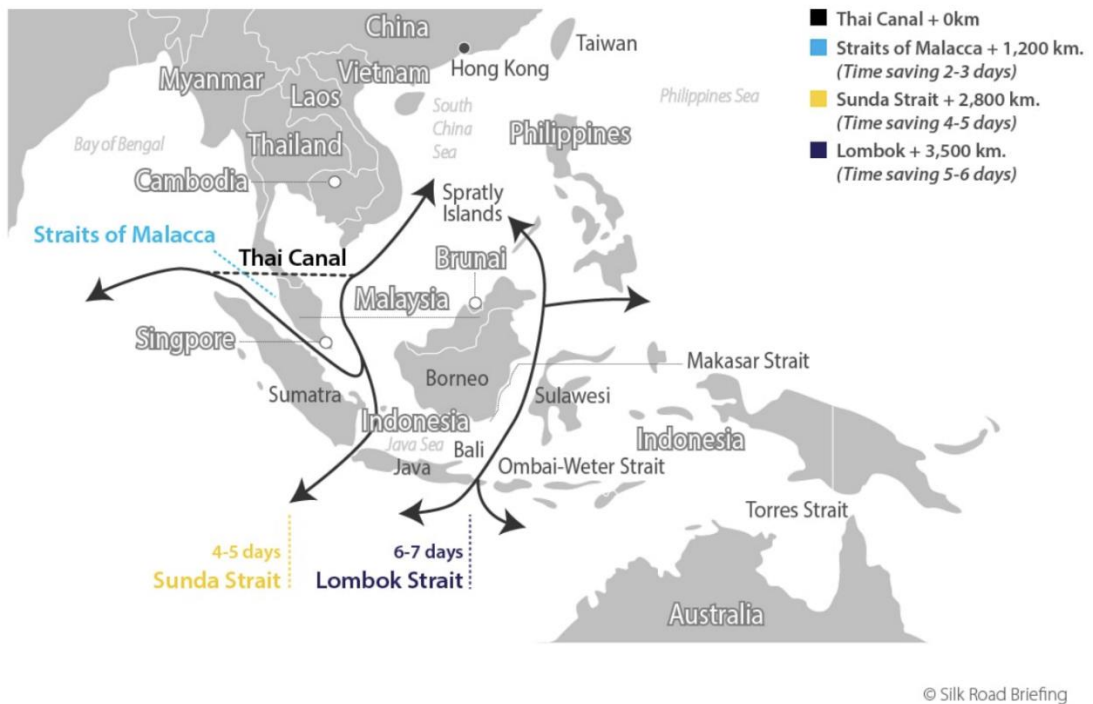 China
Taiwan
Hong Kong
Myanmar
Vietnam
Laos
South
China
Sea
Philippines Sea
Bay of Bengal
Thailand
Philippines
Cambodia
Spratly
Islands
Straits of Malacca
Thai Canal
Brunai
Malaysia
Singpore
Makasar Strait
Sumatra
Borneo
Sulawesi
Indonesia
Indonesia
Java Sea
Bali
Java
Ombai-Weter Strait
Torres Strait
4-5 days
Sunda Strait
6-7 days
Lombok Strait
Australia
Thai Canal + 0km
Straits of Malacca + 1,200 km.
(Time saving 2-3 days)
Sunda Strait + 2,800 km.
(Time saving 4-5 days)
Lombok + 3,500 km.
(Time saving 5-6 days)
© Silk Road Briefing